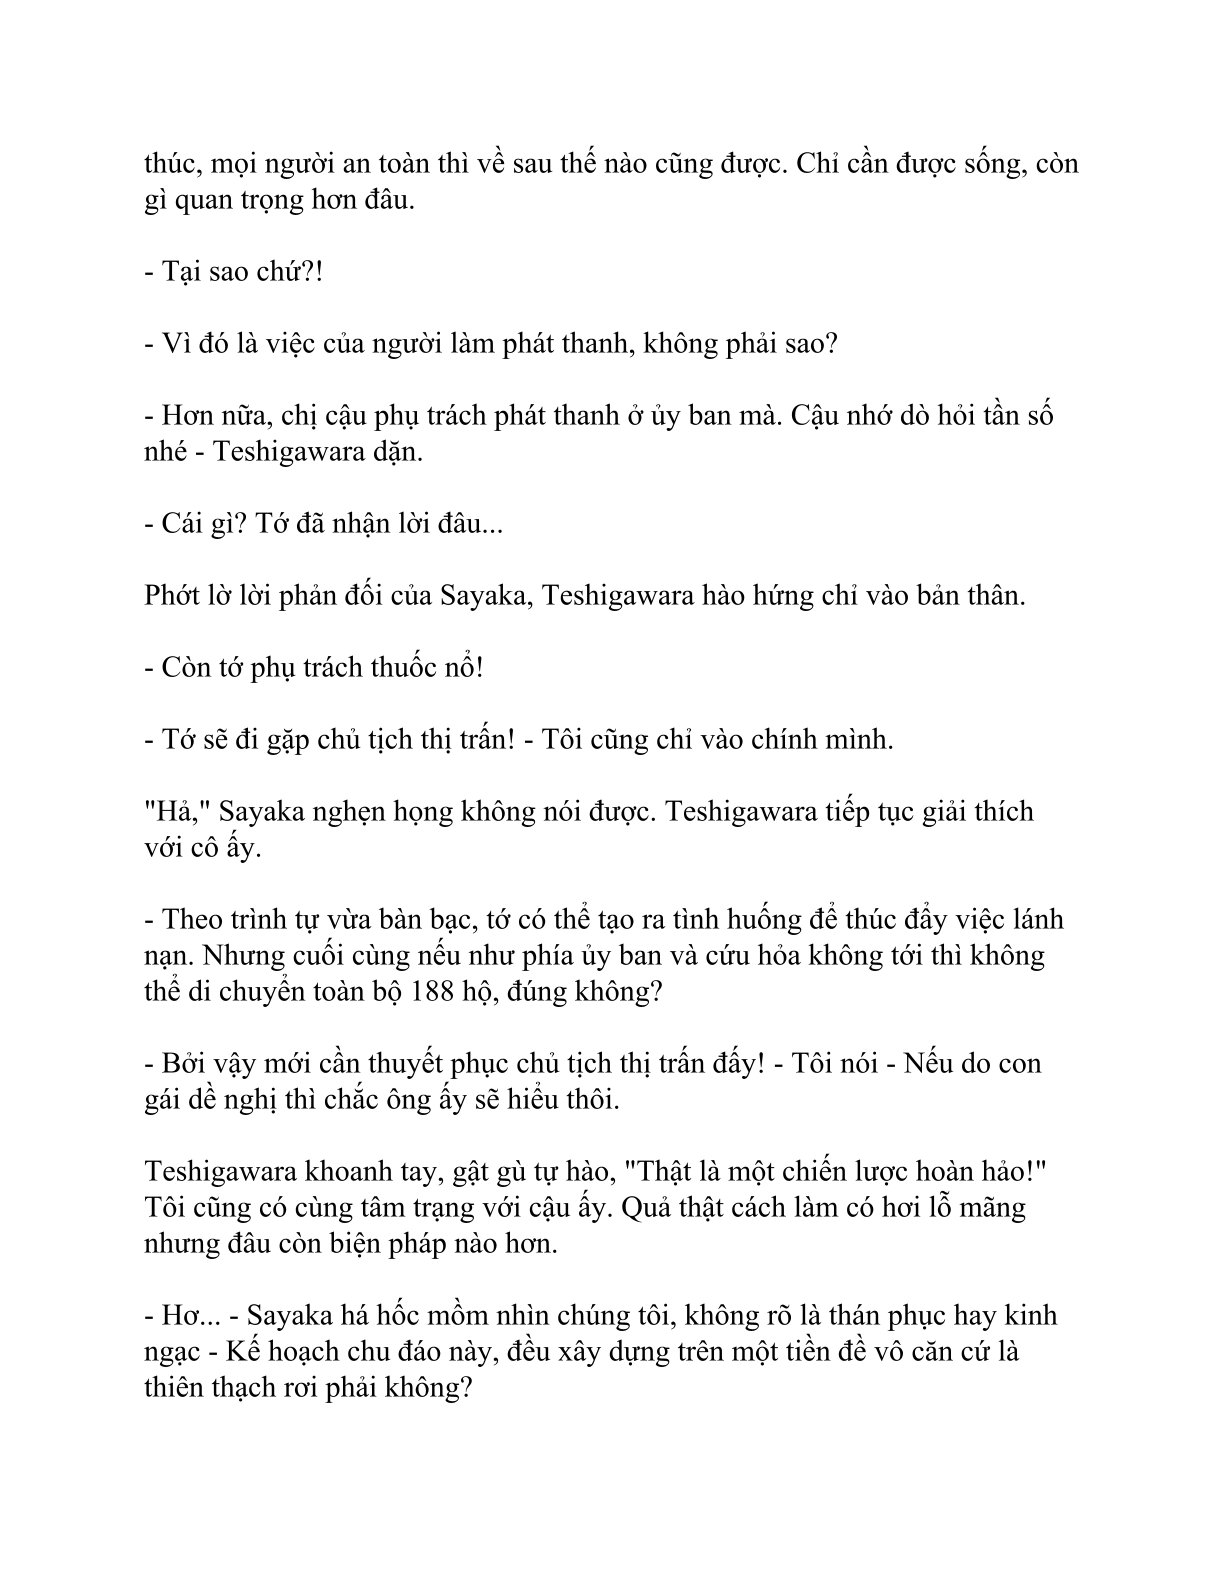 thúc, mọi người an toàn thì về sau thế nào cũng được. Chỉ cần được sống, còn
gì quan trọng hơn đâu.
- Tại sao chứ?!
- Vì đó là việc của người làm phát thanh, không phải sao?
- Hơn nữa, chị cậu phụ trách phát thanh ở ủy ban mà. Cậu nhớ dò hỏi tần số
nhé - Teshigawara dặn.
- Cái gì? Tớ đã nhận lời đâu...
Phớt lờ lời phản đối của Sayaka, Teshigawara hào hứng chỉ vào bản thân.
- Còn tớ phụ trách thuốc nổ!
- Tớ sẽ đi gặp chủ tịch thị trấn! - Tôi cũng chỉ vào chính mình.
"Hả," Sayaka nghẹn họng không nói được. Teshigawara tiếp tục giải thích
với cô ấy.
- Theo trình tự vừa bàn bạc, tớ có thể tạo ra tình huống để thúc đẩy việc lánh
nạn. Nhưng cuối cùng nếu như phía ủy ban và cứu hỏa không tới thì không
thể di chuyển toàn bộ 188 hộ, đúng không?
- Bởi vậy mới cần thuyết phục chủ tịch thị trấn đấy! - Tôi nói - Nếu do con
gái dề nghị thì chắc ông ấy sẽ hiểu thôi.
Teshigawara khoanh tay, gật gù tự hào, "Thật là một chiến lược hoàn hảo!"
Tôi cũng có cùng tâm trạng với cậu ấy. Quả thật cách làm có hơi lỗ mãng
nhưng đâu còn biện pháp nào hơn.
- Hơ... - Sayaka há hốc mồm nhìn chúng tôi, không rõ là thán phục hay kinh
ngạc - Kế hoạch chu đáo này, đều xây dựng trên một tiền đề vô căn cứ là
thiên thạch rơi phải không?